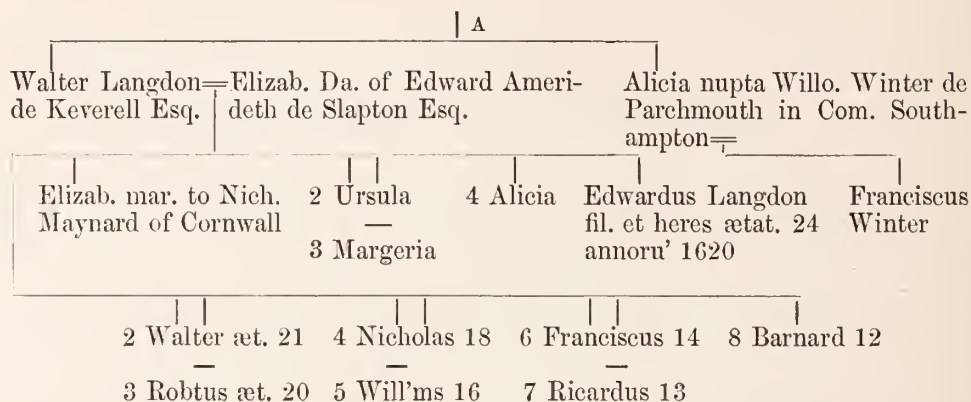 A
Walter Langdon=Elizab. Da. of Edward Ameri-
de Keverell Esq. deth de Slapton Esq.
Alicia nupta Willo. Winter de
Parchmouth in Com. South-
ampton=
Elizab. mar. to Nich.
Maynard of Cornwall
2 Ursula
—
3 Margeria
4 Alicia
Edwardus Langdon
fil. et heres ætat. 24
annoru' 1620
Franciscus
Winter
2 Walter æt. 21 4 Nicholas 18 6 Franciscus 14 8 Barnard 12
— — —
3 Robtus æt. 20 5 Will'ms 16 7 Ricardus 13